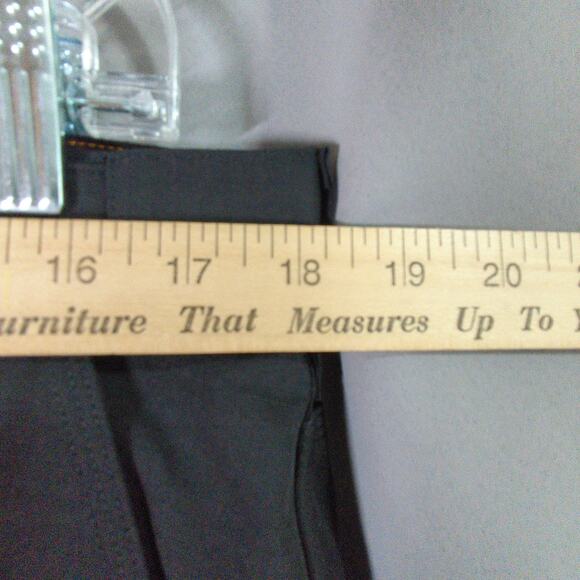 16 17 18 19 20
urniture That Measures Up To Y